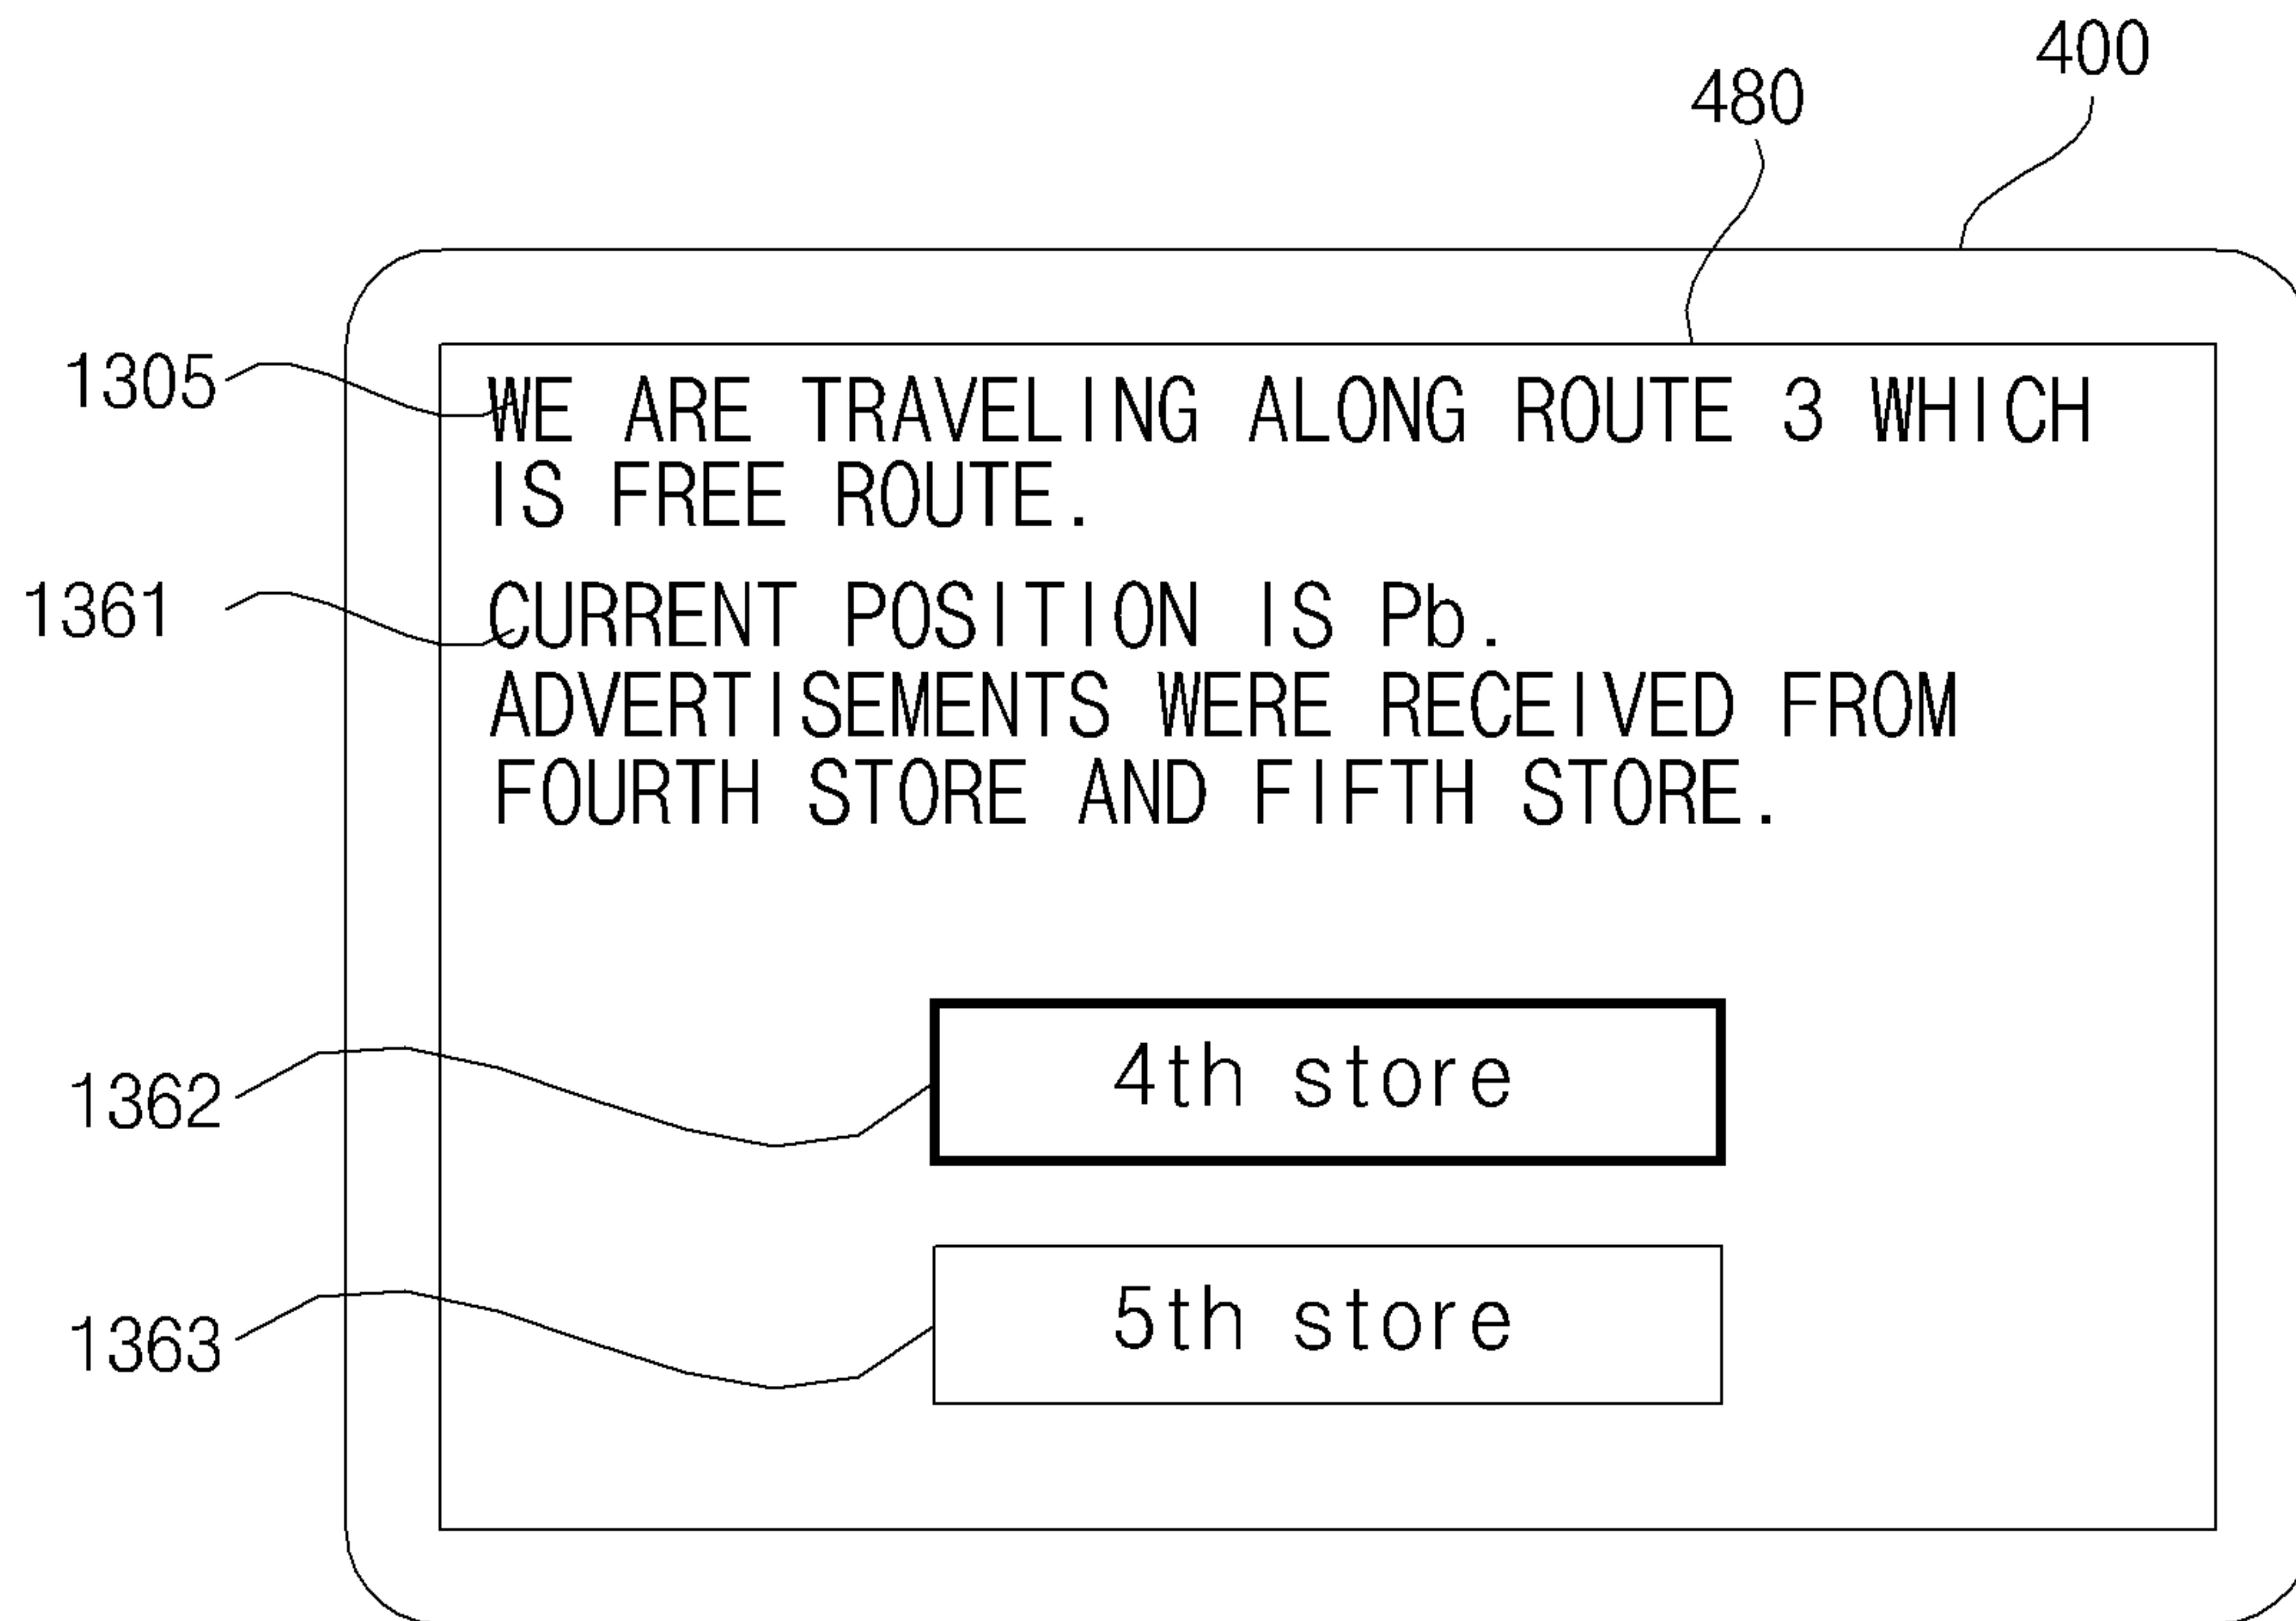 400
480
1305
WE ARE TRAVELING ALONG ROUTE 3 WHICH
IS FREE ROUTE.
1361
CURRENT POSITION IS Pb.
ADVERTISEMENTS WERE RECEIVED FROM
FOURTH STORE AND FIFTH STORE.
1362
4th store
1363
5th store